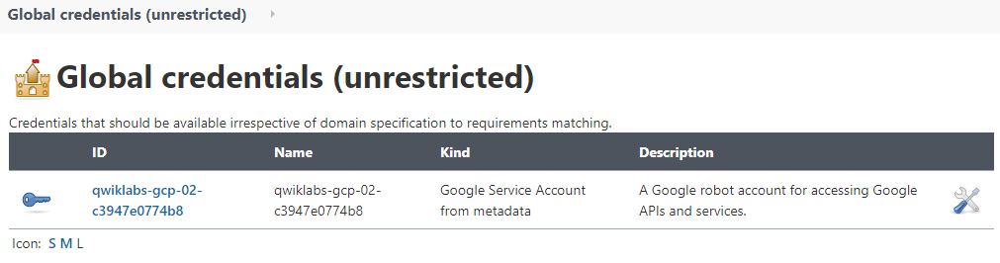 Global credentials (unrestricted)
Global credentials (unrestricted)
Credentials that should be available irrespective of domain specification to requirements matching.
ID Name Kind Description
qwiklabs-gcp-02- qwiklabs-gcp-02- Google Service Account A Google robot account for accessing Google
c3947e0774b8 c3947e0774b8 from metadata APIs and services.
Icon: S M L